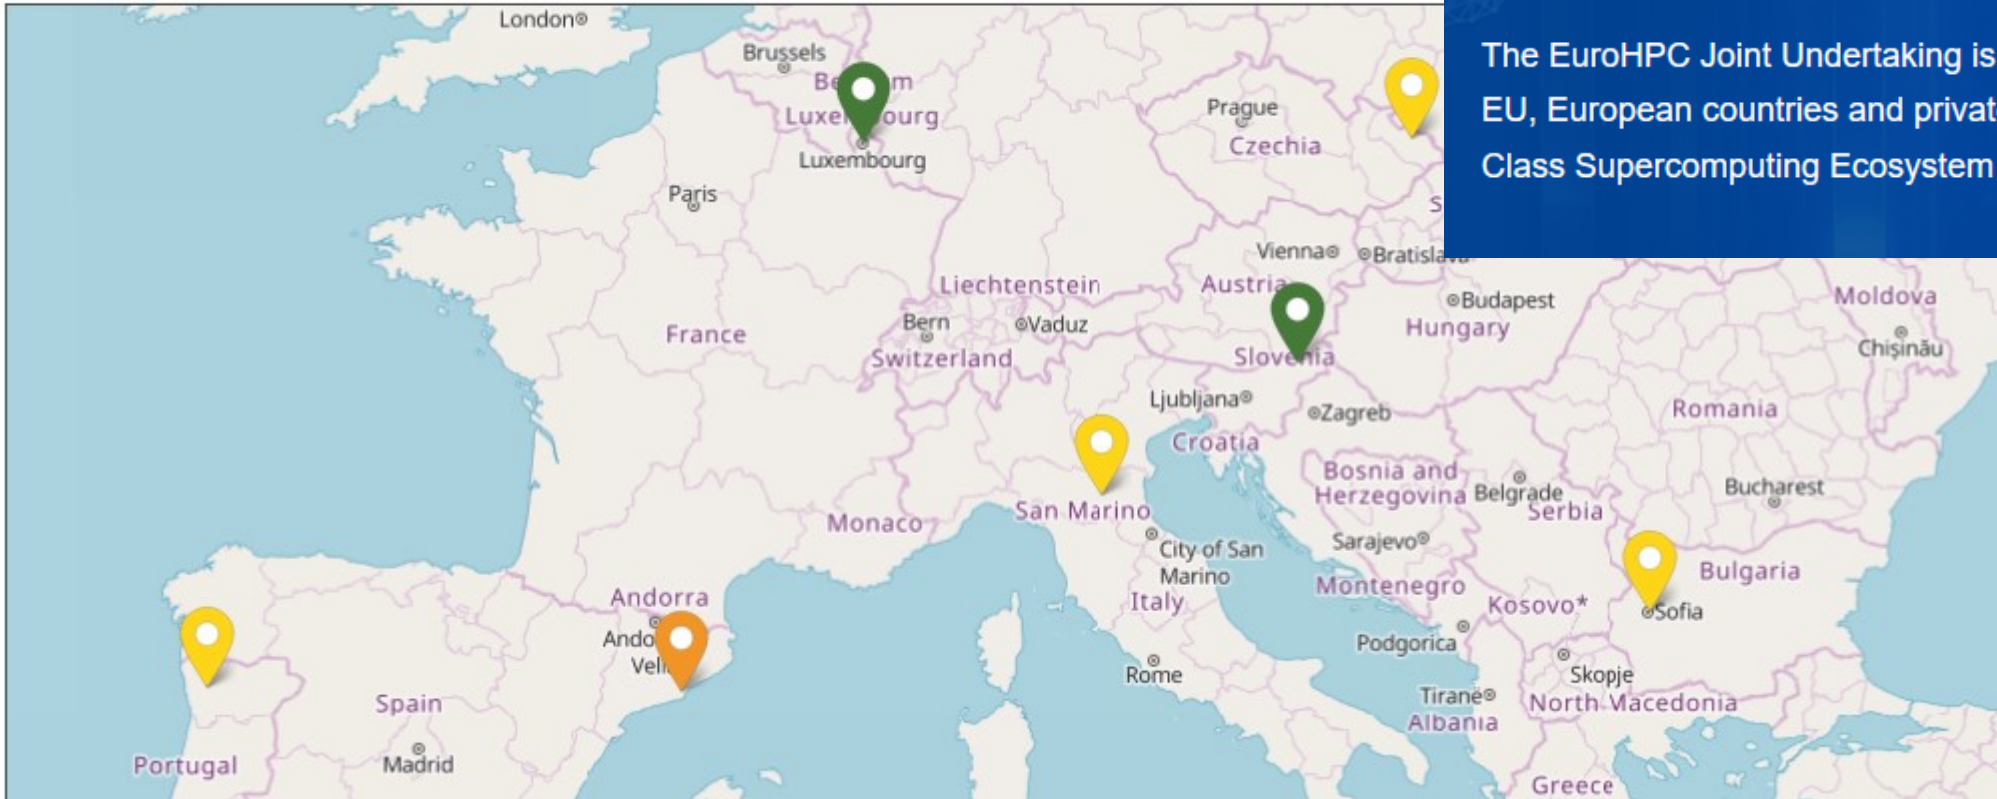 London
The EuroHPC Joint Undertaking is
EU, European countries and privat
Class Supercomputing Ecosystem
Brussels
Luxembourg
Prague
Czechia
Paris
Vienna
Bratislava
Liechtenstein
Austria
Budapest
Hungary
Moldova
Chișinău
Bern
Vaduz
France
Switzerland
Slovenia
Ljubljana
Zagreb
Romania
Croatia
Bosnia and
Herzegovina
Belgrade
Serbia
Bucharest
San Marino
Monaco
City of San
Marino
Sarajevo
Bulgaria
Montenegro
Kosovo*
Italy
Andorra
Sofia
Podgorica
Rome
Skopje
Spain
Tiranë
North Macedonia
Albania
Portugal
Madrid
Greece